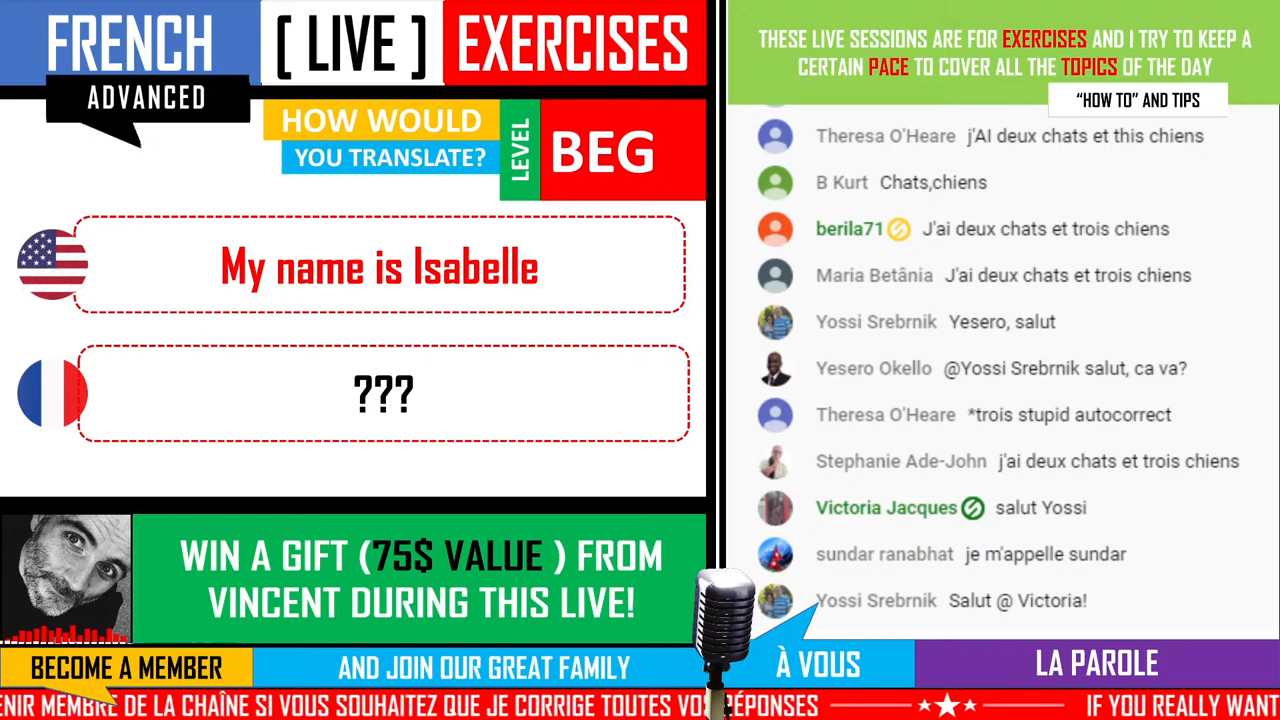 FRENCH
[ LIVE ]
EXERCISES
ADVANCED
HOW WOULD
YOU TRANSLATE?
LEVEL
BEG
My name is Isabelle
???
WIN A GIFT (75$ VALUE ) FROM
VINCENT DURING THIS LIVE!
BECOME A MEMBER
AND JOIN OUR GREAT FAMILY
THESE LIVE SESSIONS ARE FOR EXERCISES AND I TRY TO KEEP A
CERTAIN PACE TO COVER ALL THE TOPICS OF THE DAY
“HOW TO” AND TIPS
Theresa O'Heare j'AI deux chats et this chiens
B Kurt Chats,chiens
berila71 J'ai deux chats et trois chiens
Maria Betânia J'ai deux chats et trois chiens
Yossi Srebrnik Yesero, salut
Yesero Okello @Yossi Srebrnik salut, ca va?
Theresa O'Heare *trois stupid autocorrect
Stephanie Ade-John j'ai deux chats et trois chiens
Victoria Jacques salut Yossi
sundar ranabhat je m'appelle sundar
Yossi Srebrnik Salut @ Victoria!
À VOUS
LA PAROLE
ENIR MEMBRE DE LA CHAÎNE SI VOUS SOUHAITEZ QUE JE CORRIGE TOUTES VOS RÉPONSES
IF YOU REALLY WANT